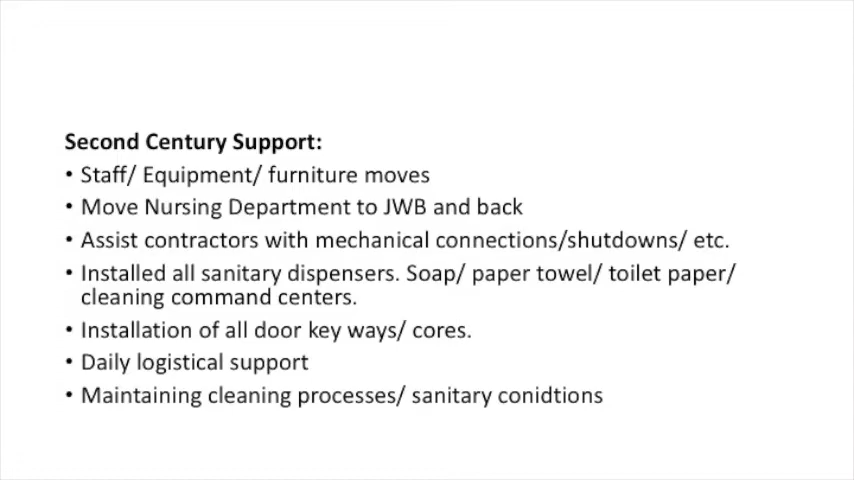 Second Century Support:
• Staff/ Equipment/ furniture moves
• Move Nursing Department to JWB and back
• Assist contractors with mechanical connections/shutdowns/ etc.
• Installed all sanitary dispensers. Soap/ paper towel/ toilet paper/
cleaning command centers.
• Installation of all door key ways/ cores.
• Daily logistical support
• Maintaining cleaning processes/ sanitary conidtions